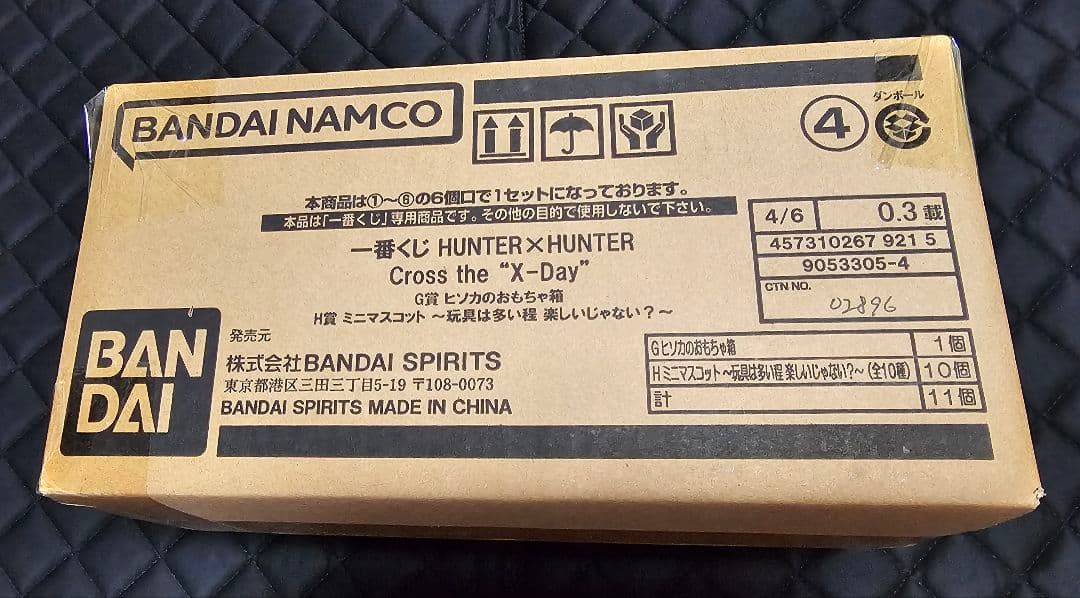 BANDAI NAMCO
④
ダンボール
本商品は①～⑥の6個口で1セットになっております。
本品は「一番くじ」専用商品です。その他の目的で使用しないで下さい。
一番くじ HUNTER×HUNTER
Cross the “X-Day”
G賞 ヒソカのおもちゃ箱
H賞 ミニマスコット ～玩具は多い程 楽しいじゃない？～
4/6 0.3 載
457310267 921 5
9053305-4
CTN NO.
02896
BAN
DAI
発売元
株式会社BANDAI SPIRITS
東京都港区三田三丁目5-19 〒108-0073
BANDAI SPIRITS MADE IN CHINA
G ヒソカのおもちゃ箱 1個
H ミニマスコット～玩具は多い程 楽しいじゃない？～（全10種） 10個
計 11個